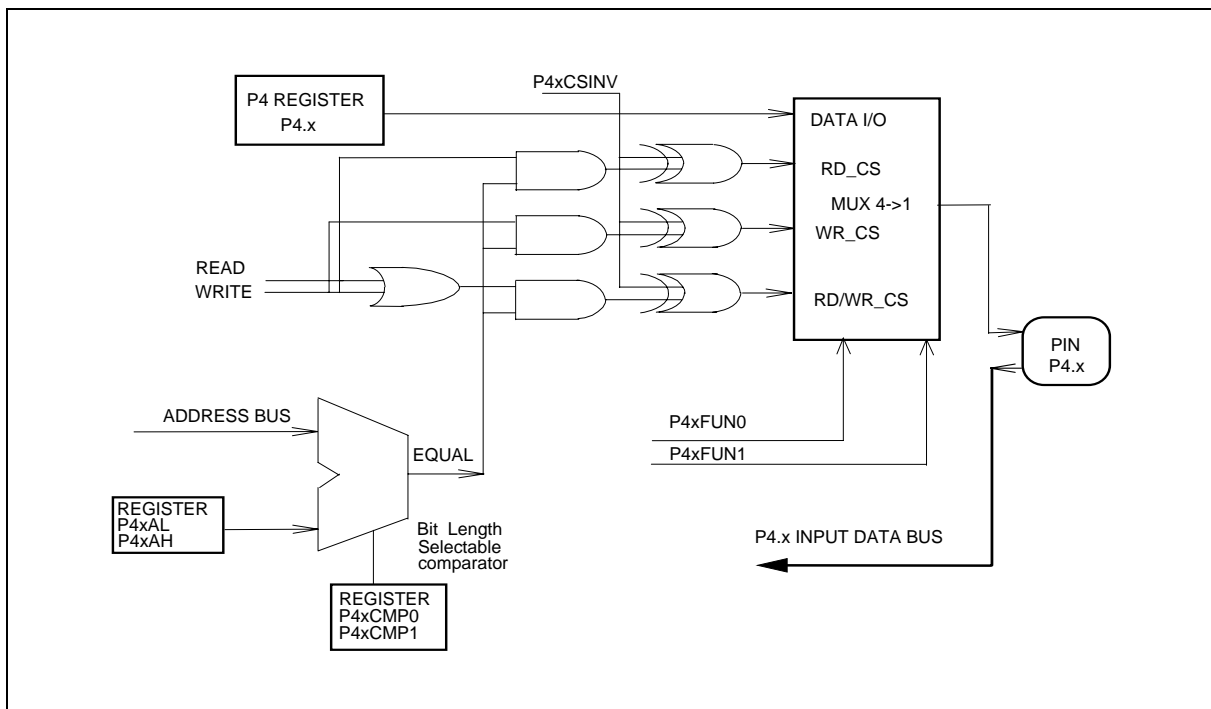 P4xCSINV
P4 REGISTER
P4.x
DATA I/O
RD_CS
MUX 4->1
WR_CS
READ
WRITE
RD/WR_CS
PIN
P4.x
ADDRESS BUS
P4xFUN0
EQUAL
P4xFUN1
REGISTER
P4xAL
P4xAH
Bit Length
Selectable
comparator
P4.x INPUT DATA BUS
REGISTER
P4xCMP0
P4xCMP1